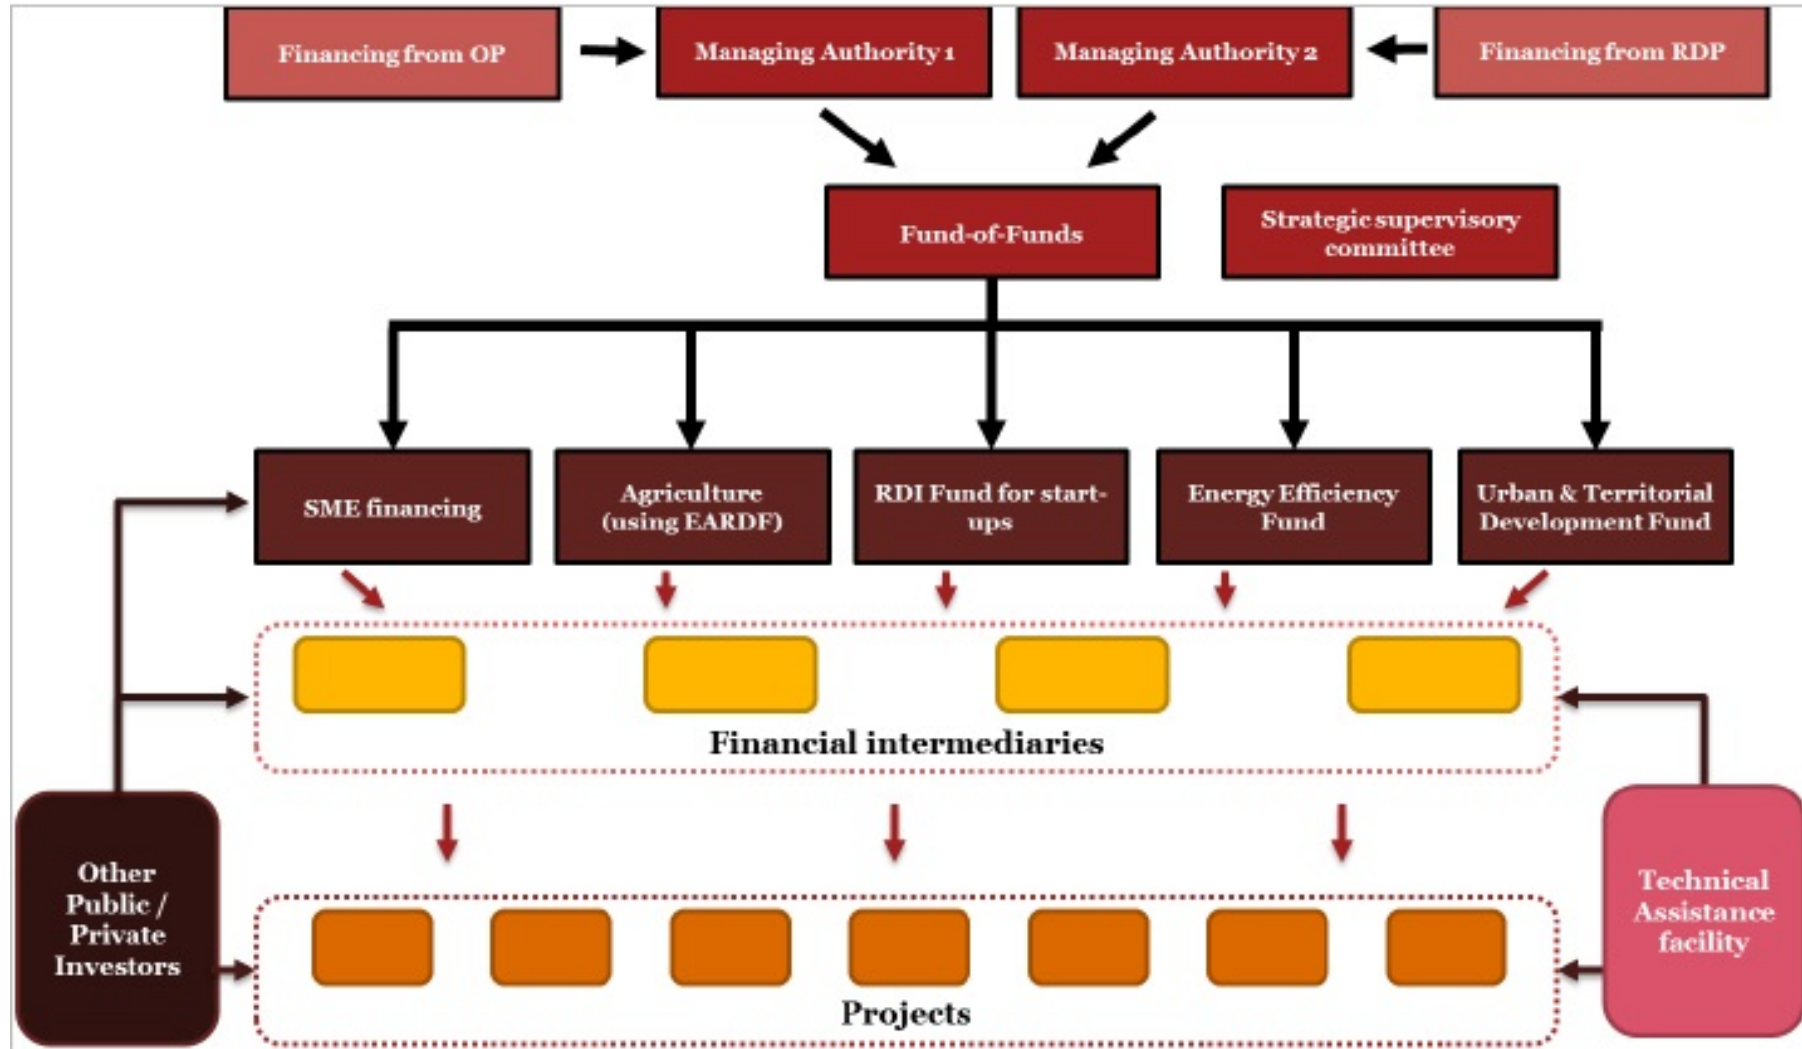 Financing from OP
Managing Authority 1
Managing Authority 2
Financing from RDP
Fund-of-Funds
Strategic supervisory
committee
SME financing
Agriculture
(using EARDF)
RDI Fund for start-
ups
Energy Efficiency
Fund
Urban & Territorial
Development Fund
Financial intermediaries
Other
Public /
Private
Investors
Technical
Assistance
facility
Projects